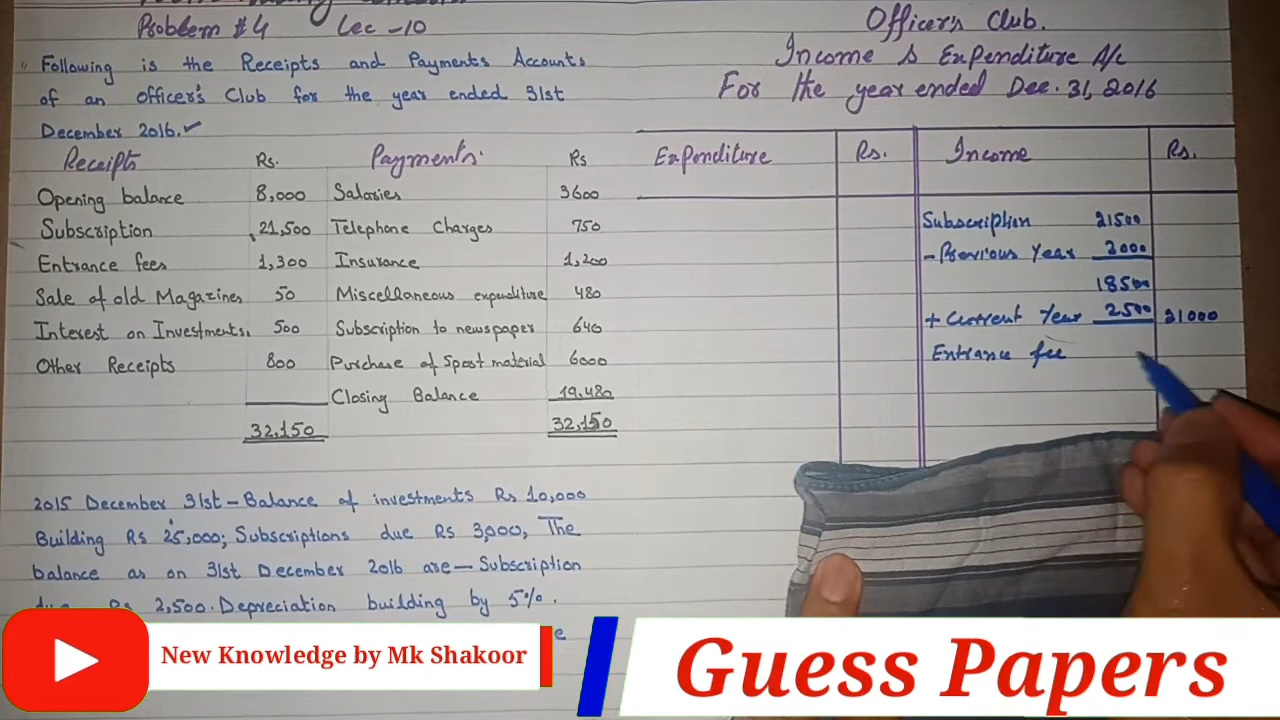 Problem #4 Lec-10
Following is the Receipts and Payments Accounts
of an officer's Club for the year ended 31st
December 2016.
Receipts Rs. Payments. Rs
Opening balance 8,000 Salaries 3600
Subscription 21,500 Telephone Charges 750
Entrance fees 1,300 Insurance 1,200
Sale of old Magazines 50 Miscellaneous expenditure 480
Interest on Investments. 500 Subscription to newspaper 640
Other Receipts 800 Purchase of Spost material 6000
Closing Balance 19,480
32,150 32,150
2015 December 31st - Balance of investments Rs 10,000
Building Rs 25,000; Subscriptions due Rs 3,000, The
balance as on 31st December 2016 are - Subscription
due Rs 2,500. Depreciation building by 5%.
Officer's Club.
Income & Expenditure A/c
For the year ended Dec. 31, 2016
Expenditure Rs. Income Rs.
Subscription 21500
- Previous Year 3000
18500
+ Current Year 2500 21000
Entrance fee
New Knowledge by Mk Shakoor
Guess Papers